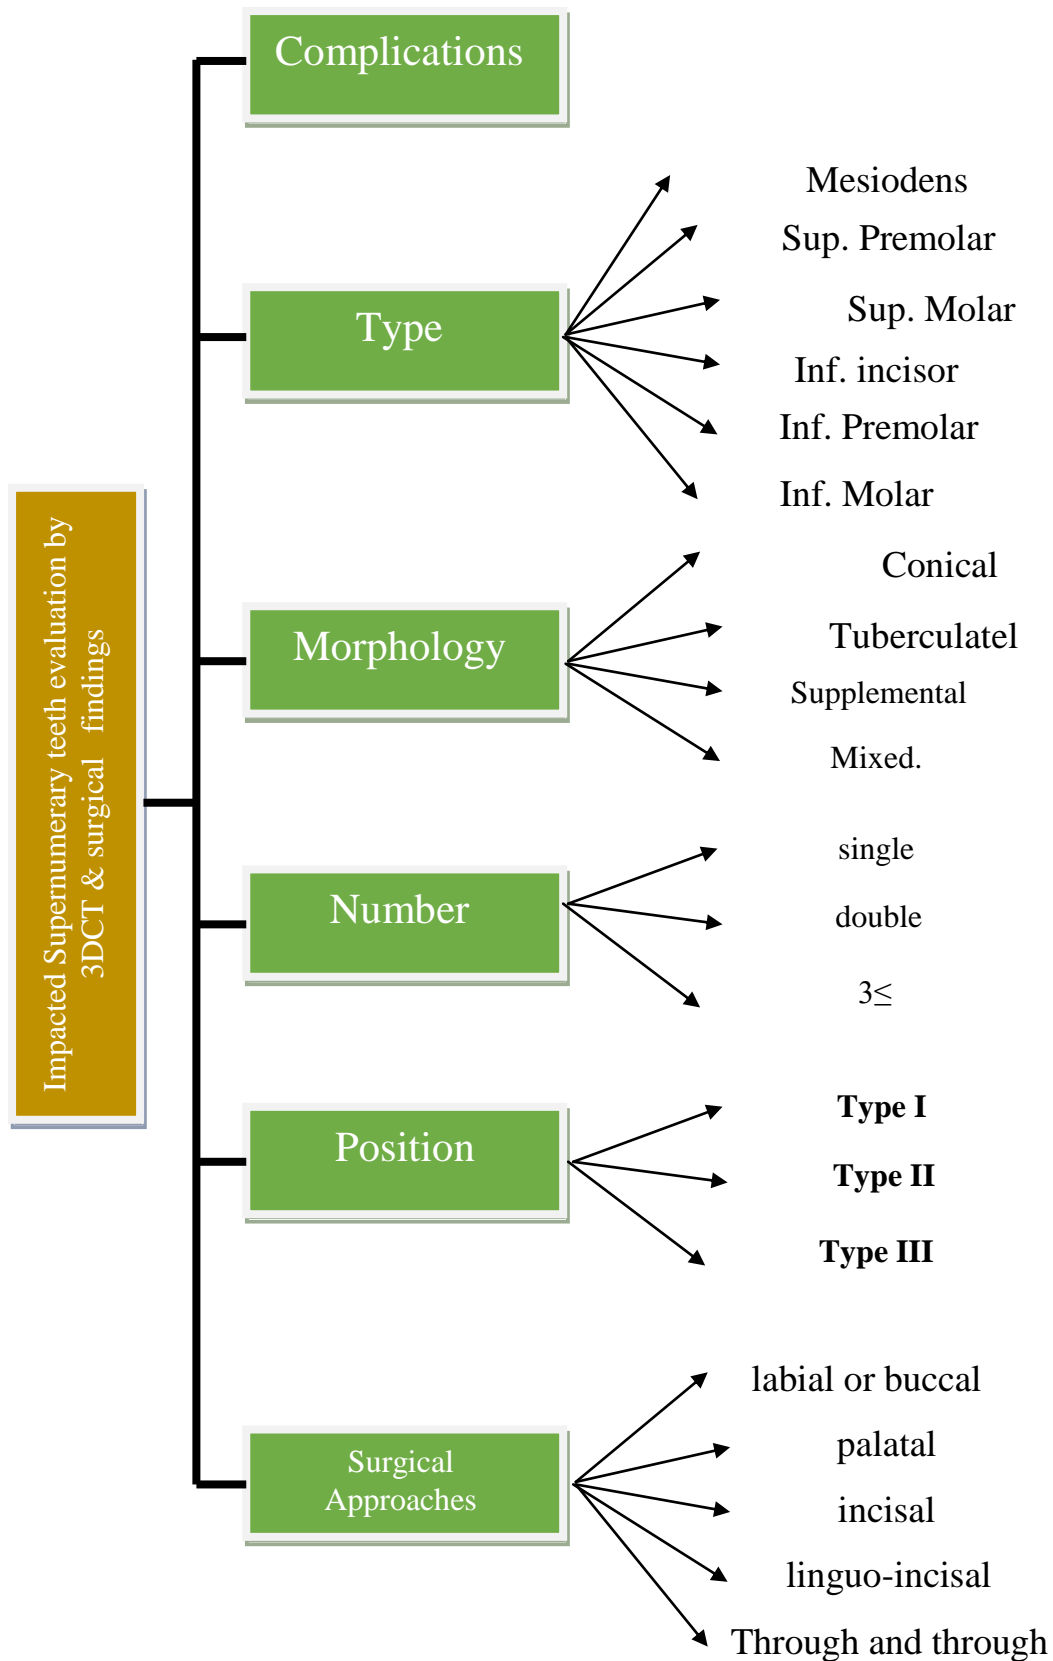 Impacted Supernumerary teeth evaluation by
3DCT & surgical findings
Complications
Type
Mesiodens
Sup. Premolar
Sup. Molar
Inf. incisor
Inf. Premolar
Inf. Molar
Morphology
Conical
Tuberculatel
Supplemental
Mixed.
Number
single
double
3≤
Position
Type I
Type II
Type III
Surgical
Approaches
labial or buccal
palatal
incisal
linguo-incisal
Through and through